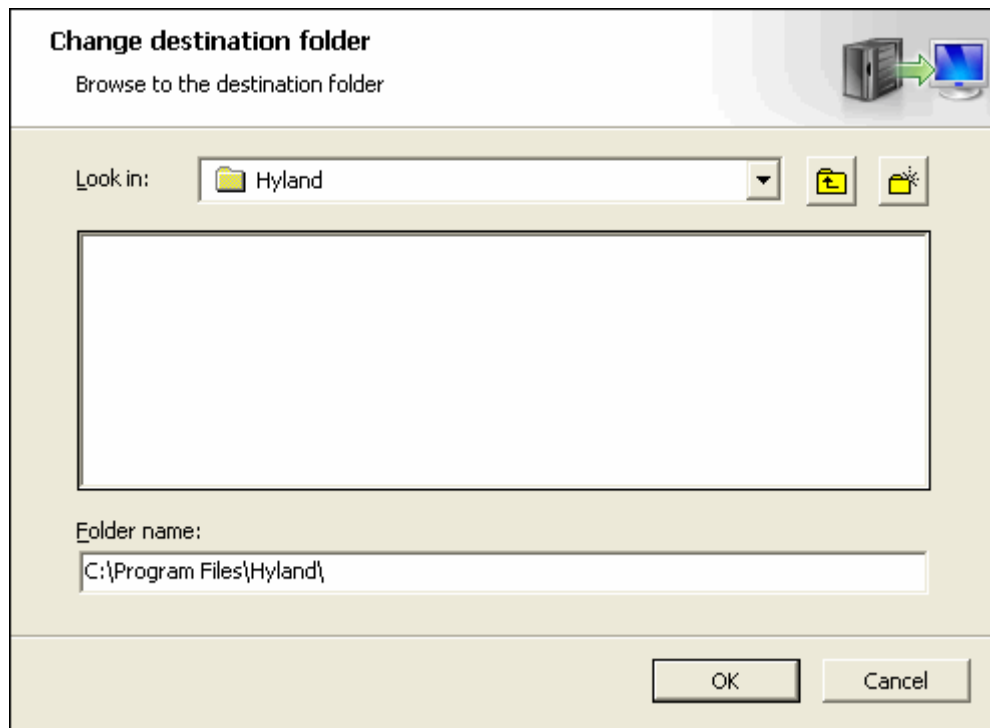 Change destination folder
Browse to the destination folder
Look in: Hyland
Folder name:
C:\Program Files\Hyland\
OK Cancel